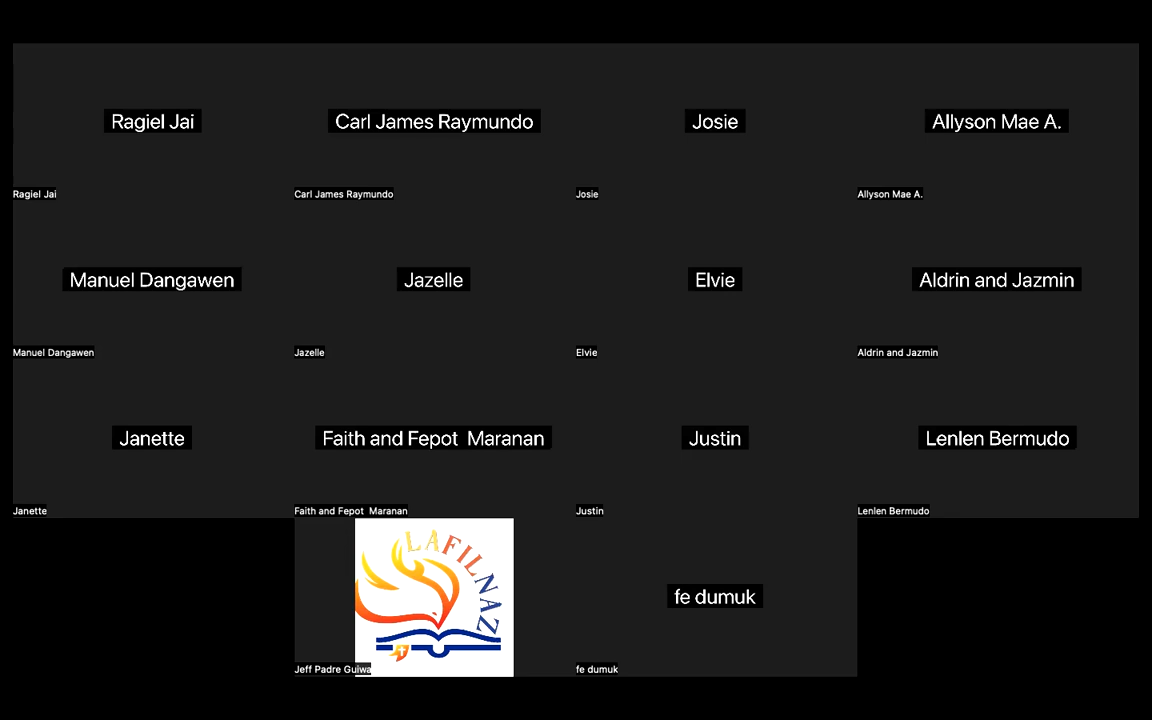 Ragiel Jai
Carl James Raymundo
Josie
Allyson Mae A.
Ragiel Jai
Carl James Raymundo
Josie
Allyson Mae A.
Manuel Dangawen
Jazelle
Elvie
Aldrin and Jazmin
Manuel Dangawen
Jazelle
Elvie
Aldrin and Jazmin
Janette
Faith and Fepot  Maranan
Justin
Lenlen Bermudo
Janette
Faith and Fepot  Maranan
Justin
Lenlen Bermudo
LAFILNAZ
fe dumuk
Jeff Padre Guiwa
fe dumuk